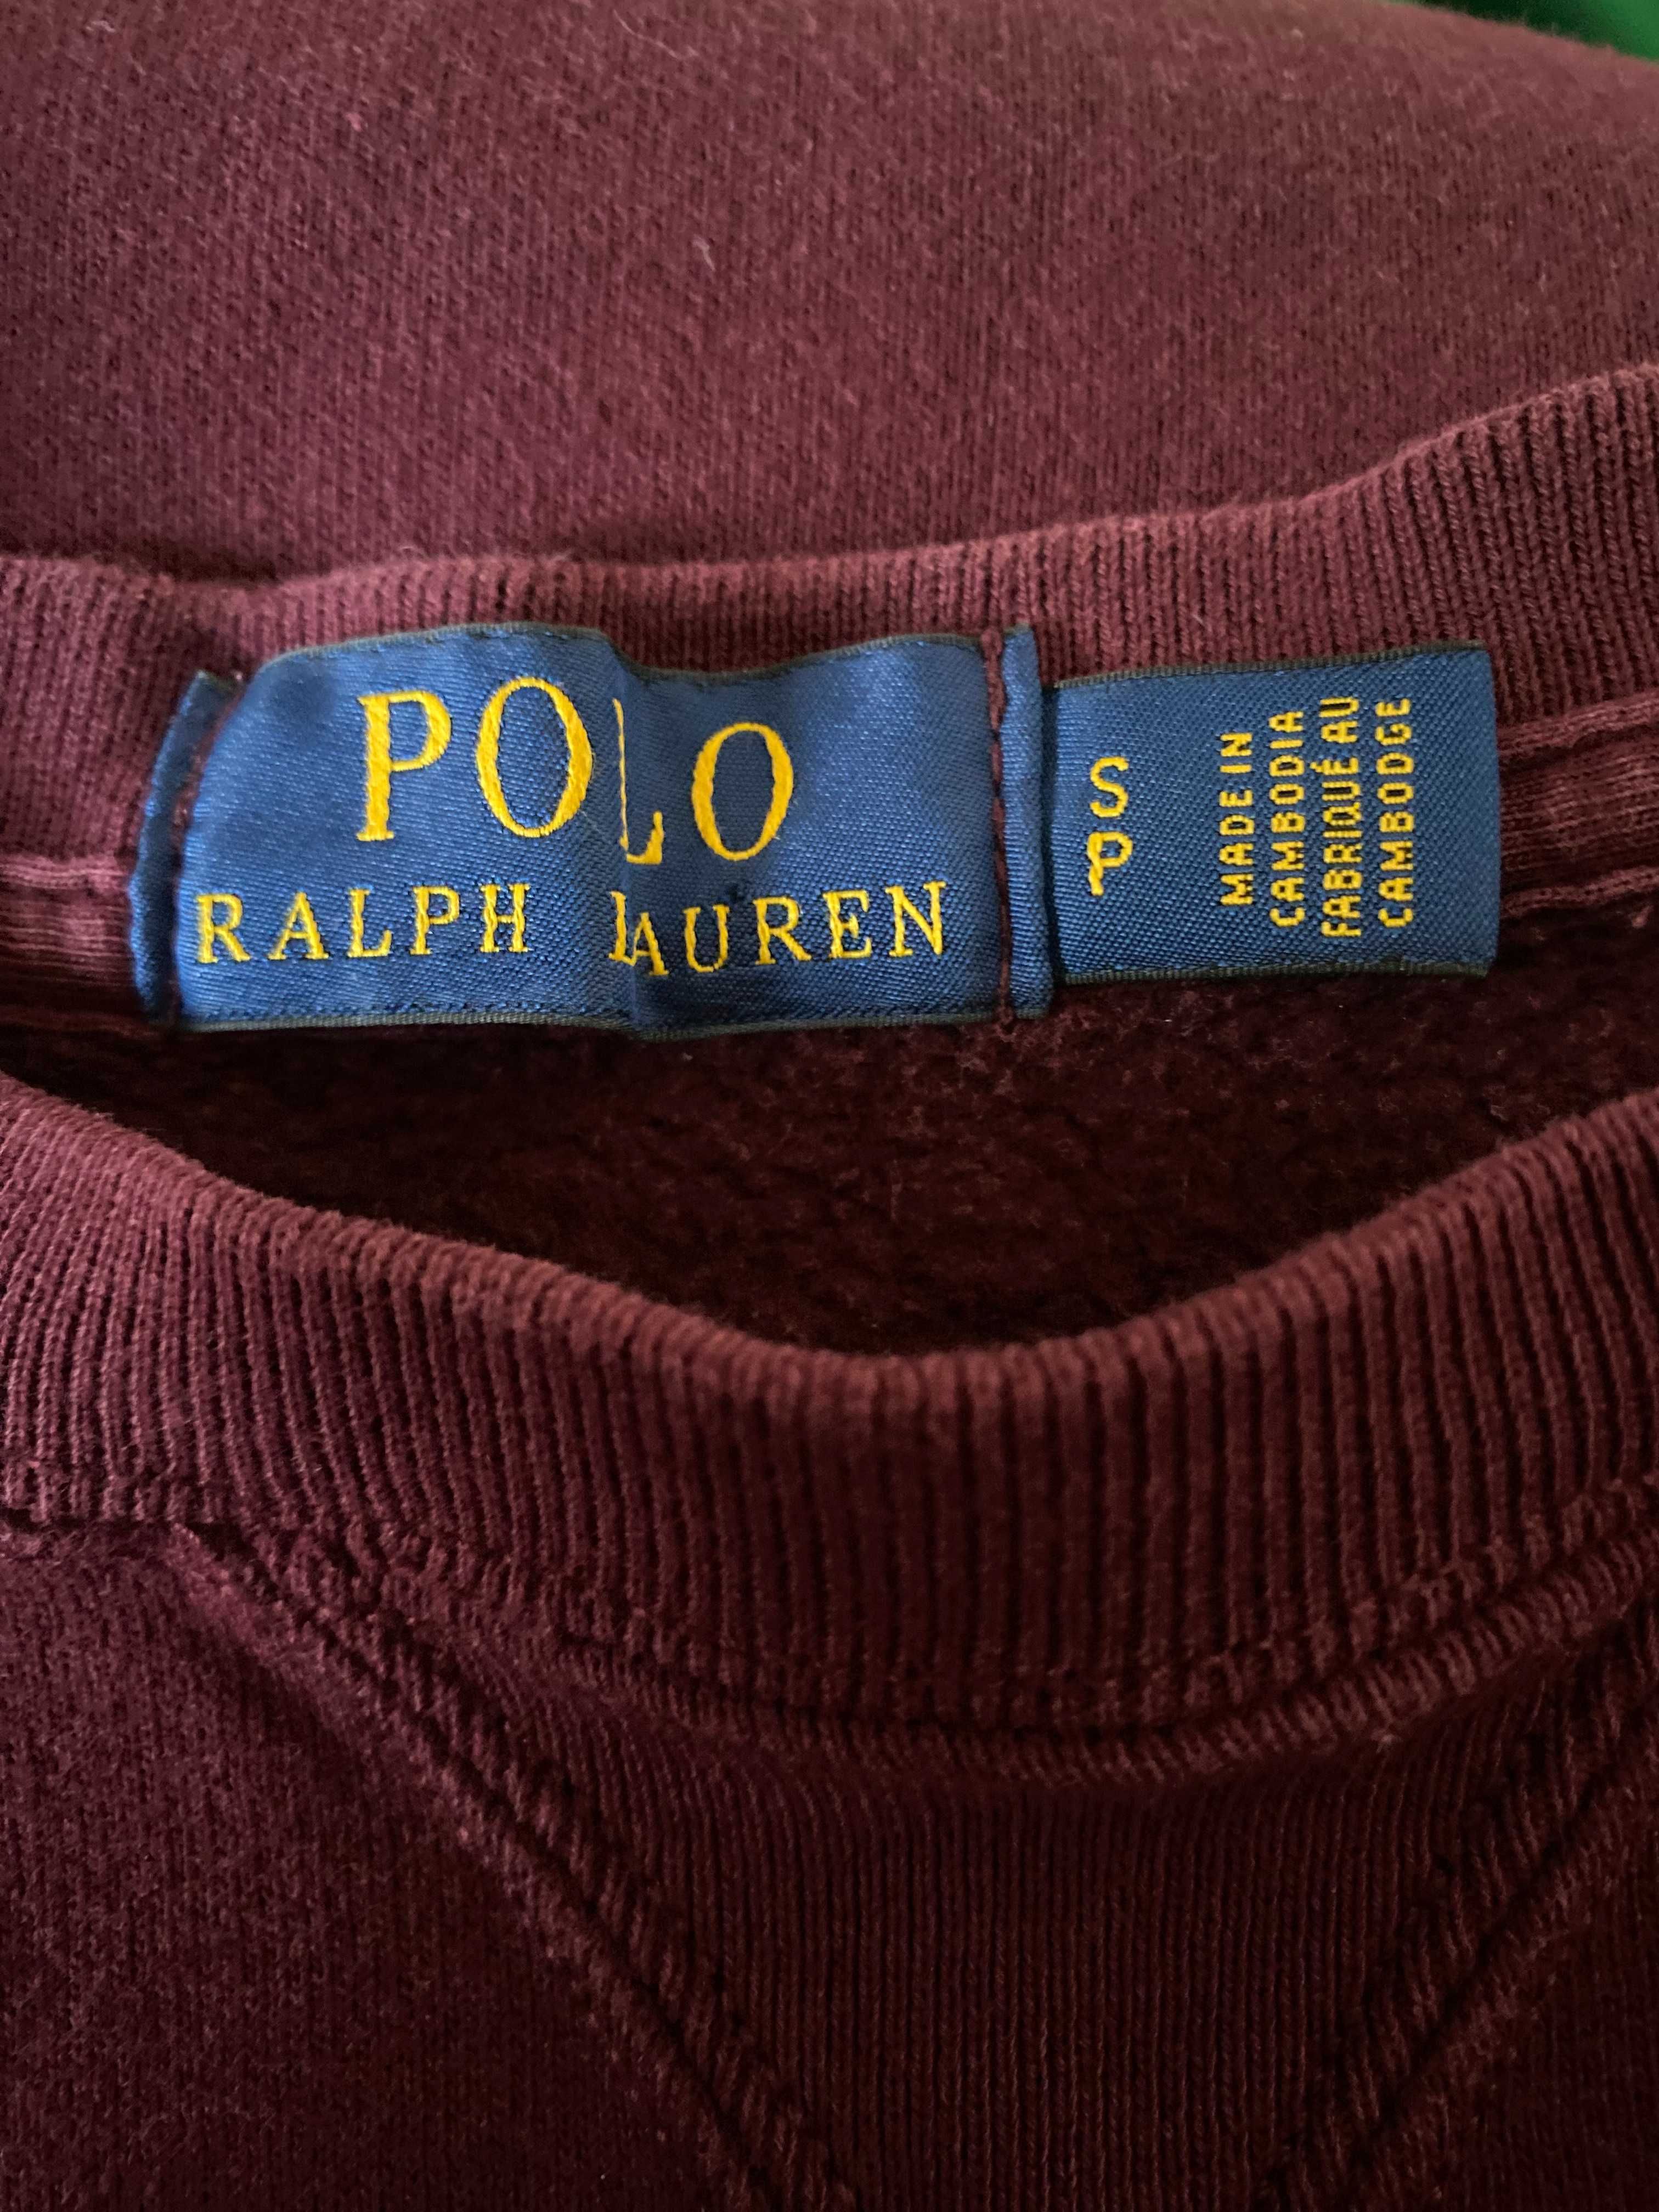 POLO
RALPH LAUREN
S
P
MADE IN
CAMBODIA
FABRIQUÉ AU
CAMBODGE